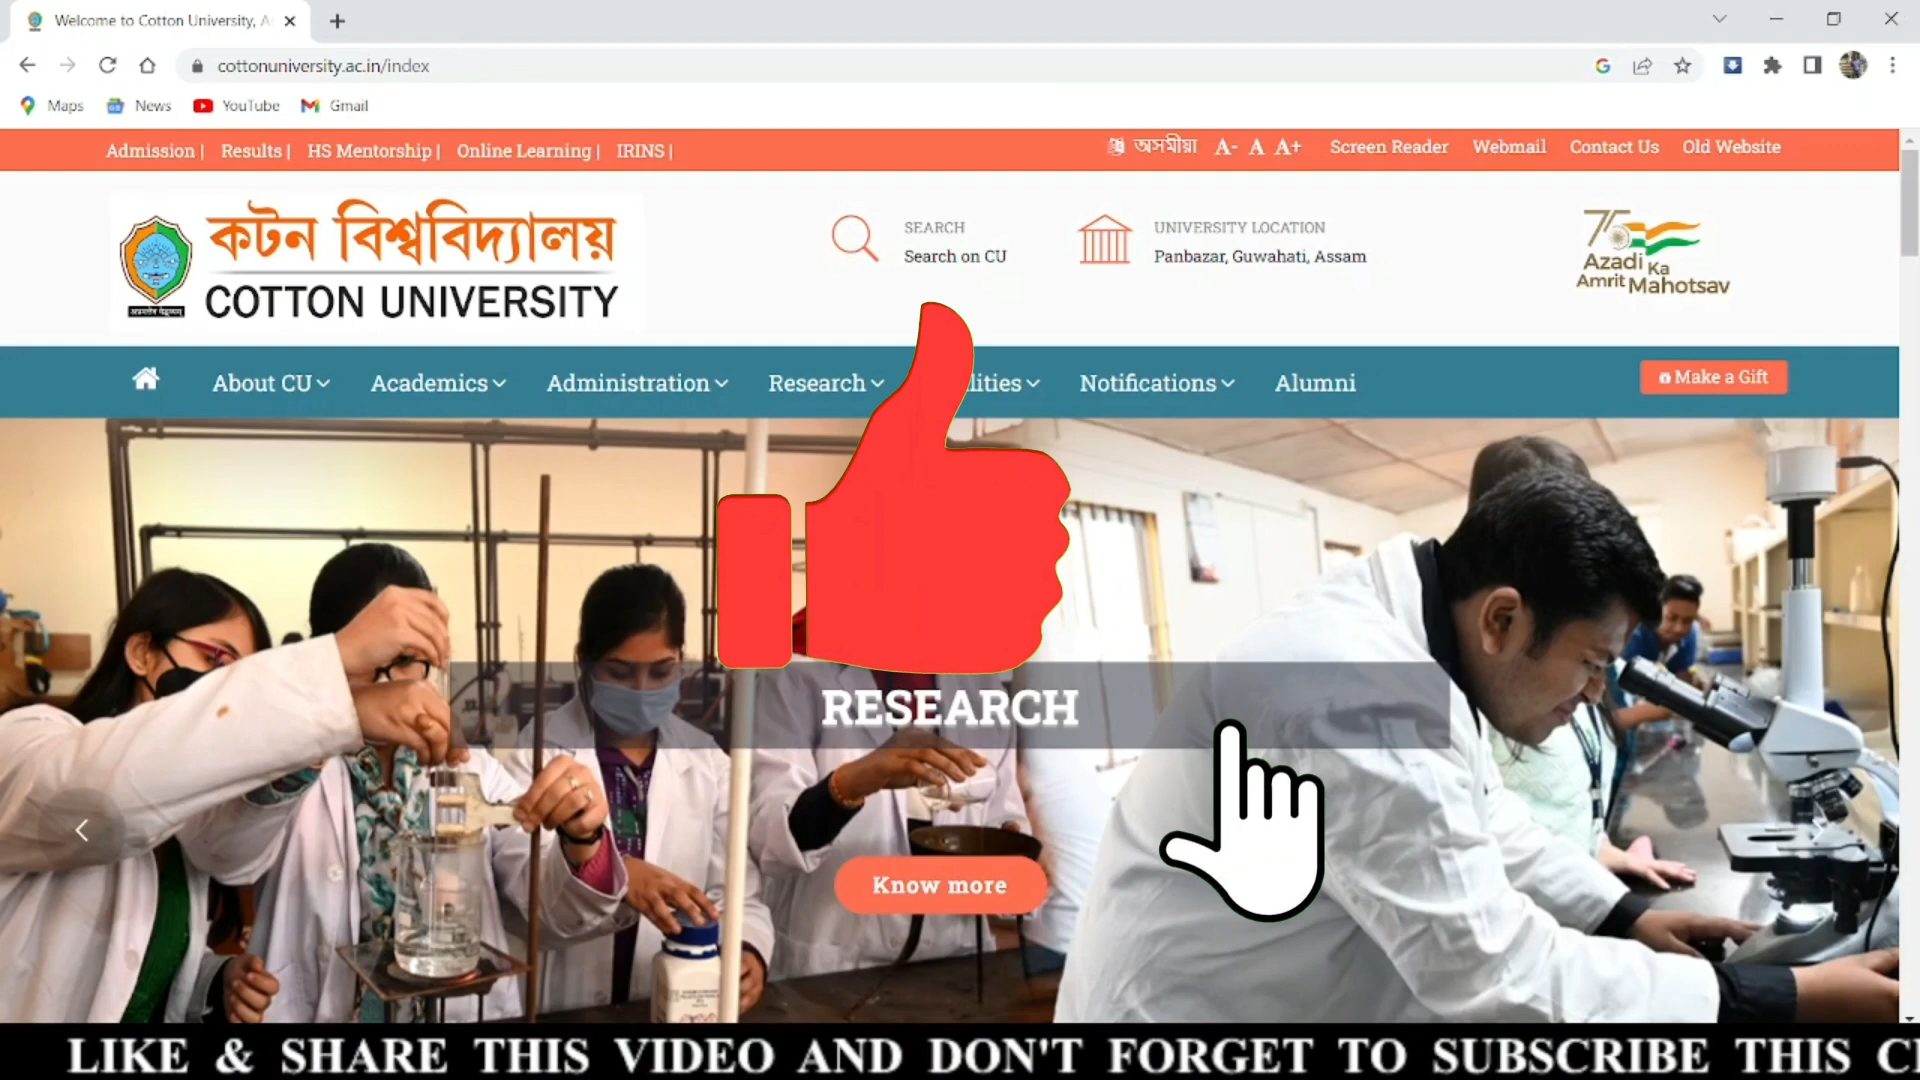 Welcome to Cotton University, A
cottonuniversity.ac.in/index
Maps News YouTube Gmail
Admission | Results | HS Mentorship | Online Learning | IRINS |
অসমীয়া A- A A+ Screen Reader Webmail Contact Us Old Website
কটন বিশ্ববিদ্যালয়
COTTON UNIVERSITY
SEARCH
Search on CU
UNIVERSITY LOCATION
Panbazar, Guwahati, Assam
75
Azadi Ka
Amrit Mahotsav
About CU Academics Administration Research lities Notifications Alumni
Make a Gift
RESEARCH
Know more
LIKE & SHARE THIS VIDEO AND DON'T FORGET TO SUBSCRIBE THIS C